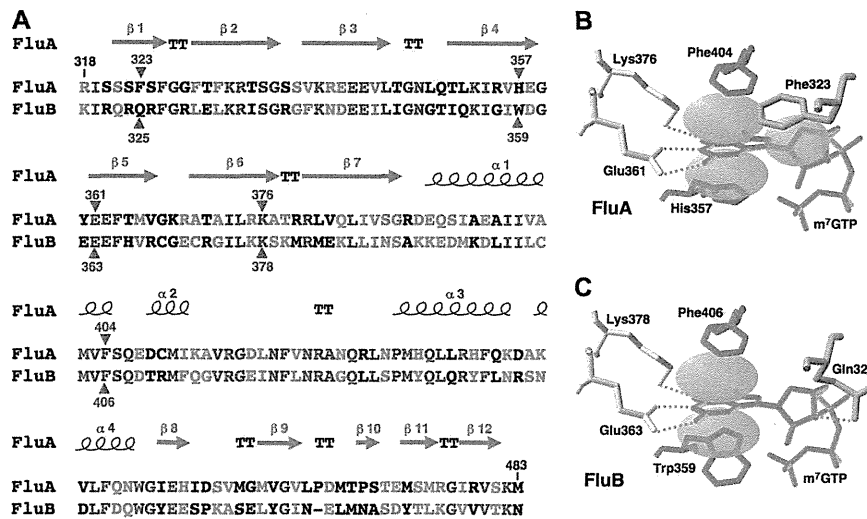 A
β1 TT β2 β3 TT β4
FluA
318 323 357
FluA RISSSFSFGGFTFKRTSGSSVKREEEVLTGNLQTLKIRVHEG
FluB KIRQRQRFGRLELKRISGRGFKNDEEILIGNGTIQKIGIWDG
325 359
β5 β6 TT β7 α1
FluA
361 376
FluA YEEFTMVGKRATAILRKATRRLVQLIVSGRDEQSIAEAIIVA
FluB EEEFHVRCGECRGILKKSKMRMEKLLINSAKKEDMKDLIILC
363 378
α2 TT α3
FluA
404
FluA MVFSQEDCMIKAVRGDLNFVNRANQRLNPMHQLLRHFQKDAK
FluB MVFSQDTRMFQGVRGEINFLNRAGQLLSPMYQLQRYFLNRSN
406
α4 β8 TT β9 TT β10 β11 TT β12
FluA
483
FluA VLFQNWGIEHIDSVMGMVGVLPDMTPSTEMSMRGIRVSKM
FluB DLFDQWGYEESPKASELYGIN-ELMNASDYTLKGVVVTKN
B
Lys376
Phe404
Phe323
Glu361
His357
FluA
m⁷GTP
C
Lys378
Phe406
Gln32
Glu363
Trp359
FluB
m⁷GTP